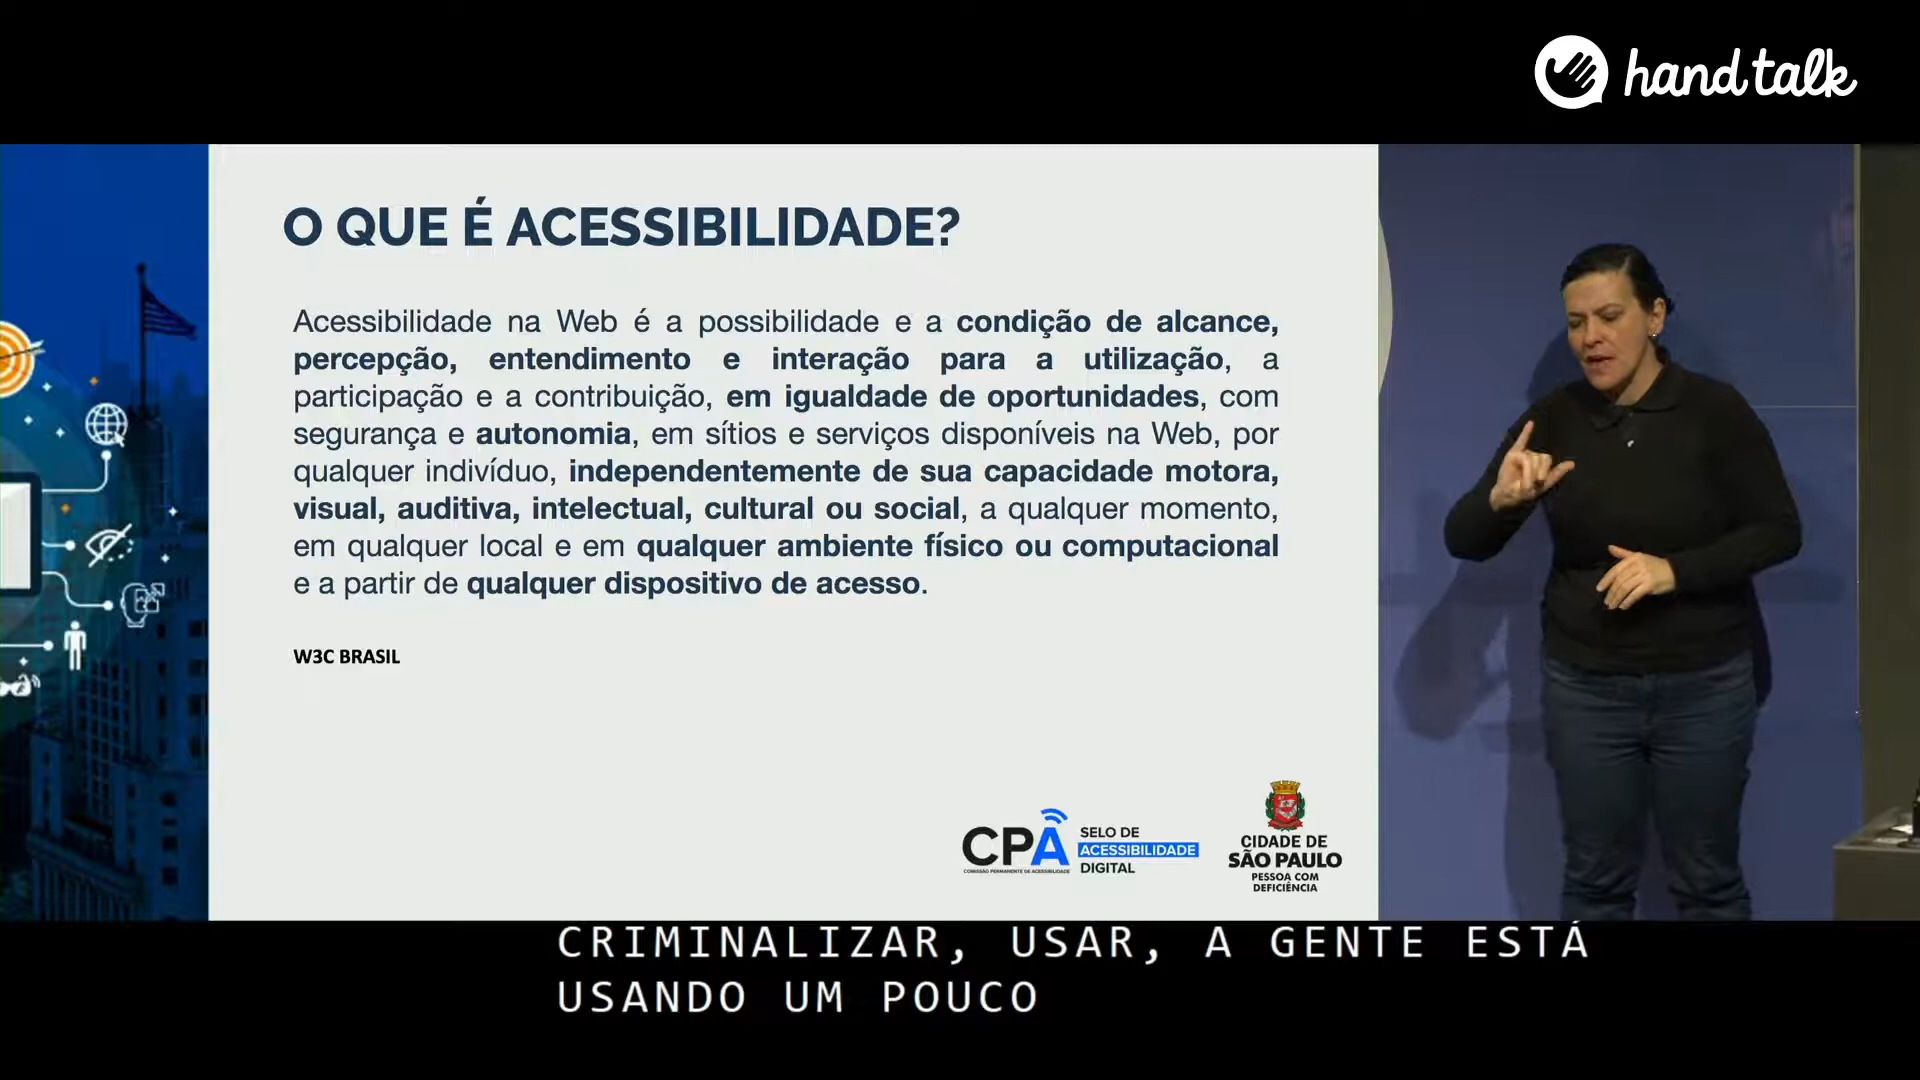 hand talk
O QUE É ACESSIBILIDADE?
Acessibilidade na Web é a possibilidade e a condição de alcance,
percepção, entendimento e interação para a utilização, a
participação e a contribuição, em igualdade de oportunidades, com
segurança e autonomia, em sítios e serviços disponíveis na Web, por
qualquer indivíduo, independentemente de sua capacidade motora,
visual, auditiva, intelectual, cultural ou social, a qualquer momento,
em qualquer local e em qualquer ambiente físico ou computacional
e a partir de qualquer dispositivo de acesso.
W3C BRASIL
CPA
COMISSÃO PERMANENTE DE ACESSIBILIDADE
SELO DE
ACESSIBILIDADE
DIGITAL
CIDADE DE
SÃO PAULO
PESSOA COM
DEFICIÊNCIA
CRIMINALIZAR, USAR, A GENTE ESTÁ
USANDO UM POUCO